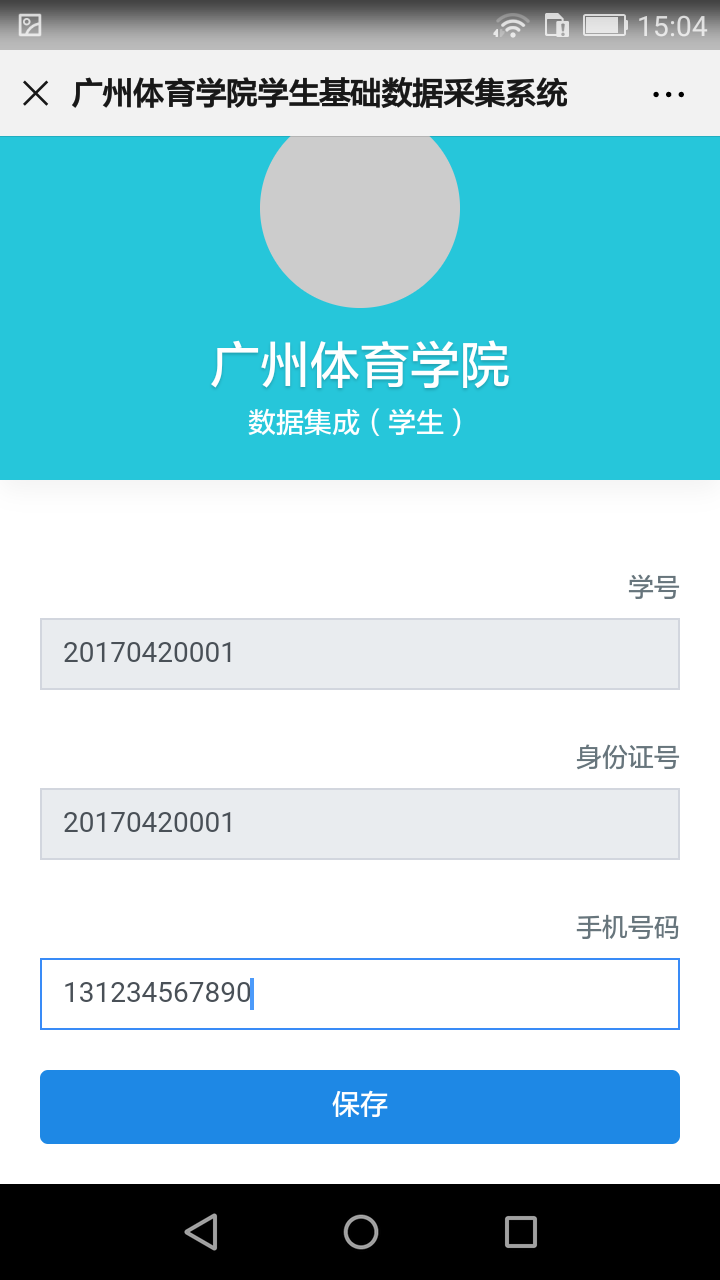 15:04
广州体育学院学生基础数据采集系统
广州体育学院
数据集成（学生）
学号
20170420001
身份证号
20170420001
手机号码
131234567890
保存